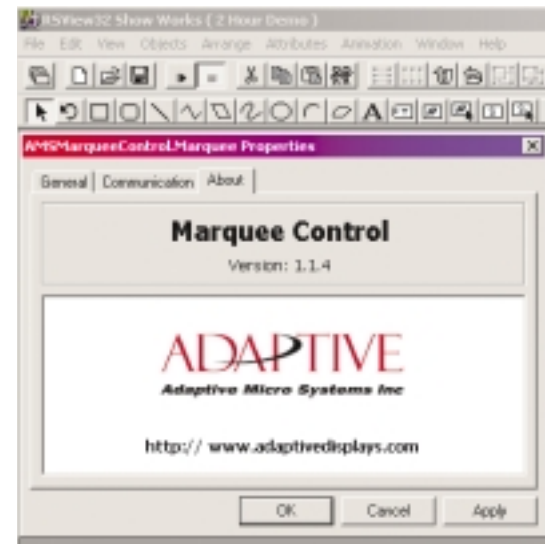 RSView32 Show Works ( 2 Hour Demo )
File Edit View Objects Arrange Attributes Animation Window Help
A
AMSMarqueeControl.Marquee Properties
General Communication About
Marquee Control
Version: 1.1.4
ADAPTIVE
Adaptive Micro Systems Inc
http:// www.adaptivedisplays.com
OK Cancel Apply